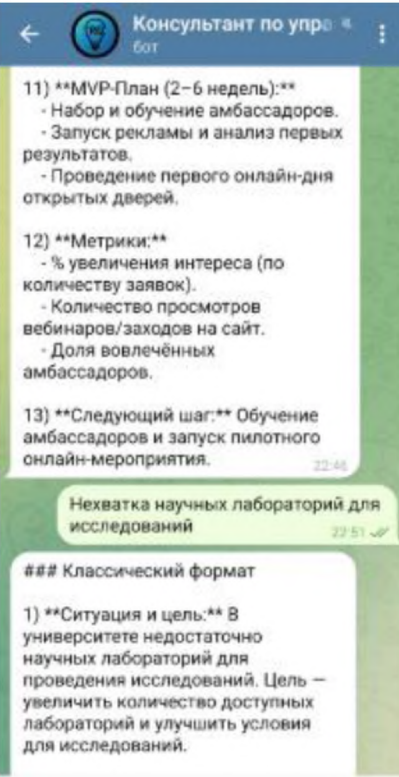 Консультант по упра
бот
11) **MVP-План (2–6 недель):**
- Набор и обучение амбассадоров.
- Запуск рекламы и анализ первых
результатов.
- Проведение первого онлайн-дня
открытых дверей.
12) **Метрики:**
- % увеличения интереса (по
количеству заявок).
- Количество просмотров
вебинаров/заходов на сайт.
- Доля вовлечённых
амбассадоров.
13) **Следующий шаг:** Обучение
амбассадоров и запуск пилотного
онлайн-мероприятия.
22:46
Нехватка научных лабораторий для
исследований
22:51
### Классический формат
1) **Ситуация и цель:** В
университете недостаточно
научных лабораторий для
проведения исследований. Цель —
увеличить количество доступных
лабораторий и улучшить условия
для исследований.